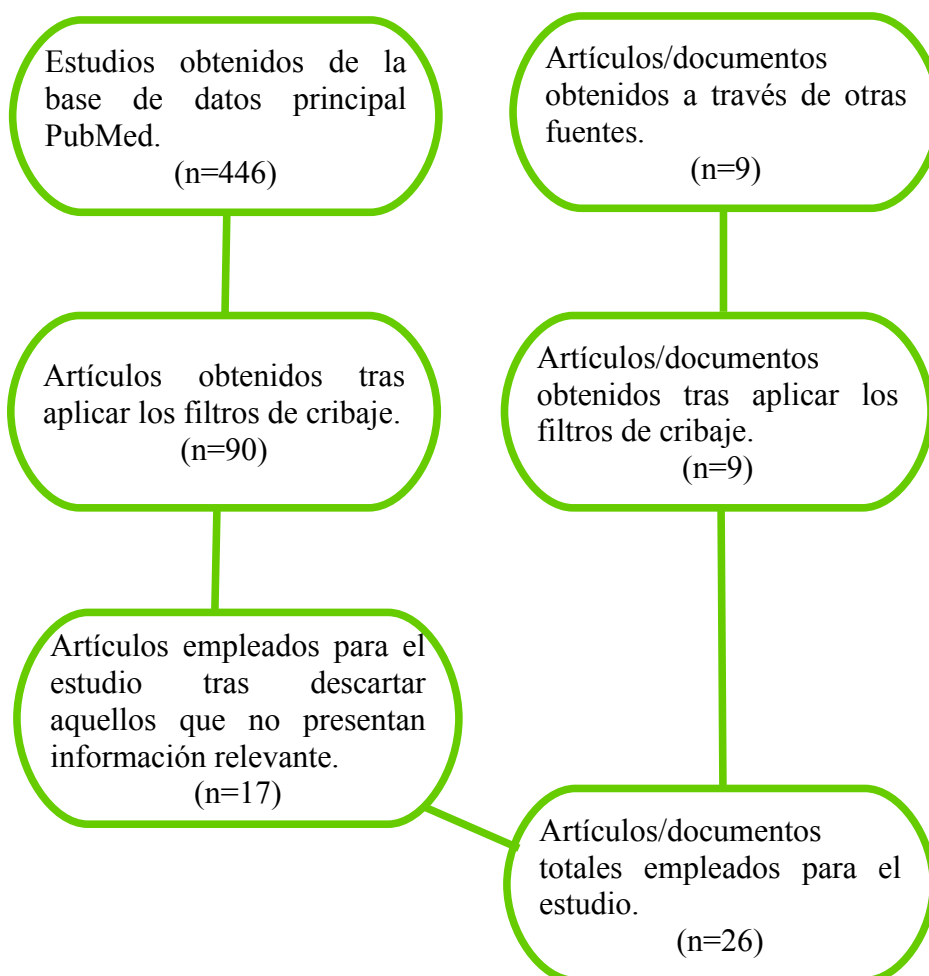 Estudios obtenidos de la
base de datos principal
PubMed.
(n=446)
Artículos/documentos
obtenidos a través de otras
fuentes.
(n=9)
Artículos obtenidos tras
aplicar los filtros de cribaje.
(n=90)
Artículos/documentos
obtenidos tras aplicar los
filtros de cribaje.
(n=9)
Artículos empleados para el
estudio tras descartar
aquellos que no presentan
información relevante.
(n=17)
Artículos/documentos
totales empleados para el
estudio.
(n=26)